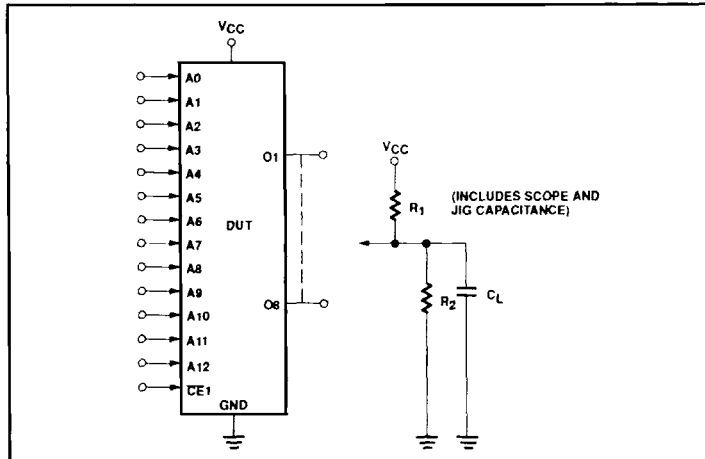 VCC
A0
A1
A2
A3
A4
A5
A6
A7
A8
A9
A10
A11
A12
CE1
DUT
O1
O8
GND
VCC
R1
(INCLUDES SCOPE AND
JIG CAPACITANCE)
R2
CL